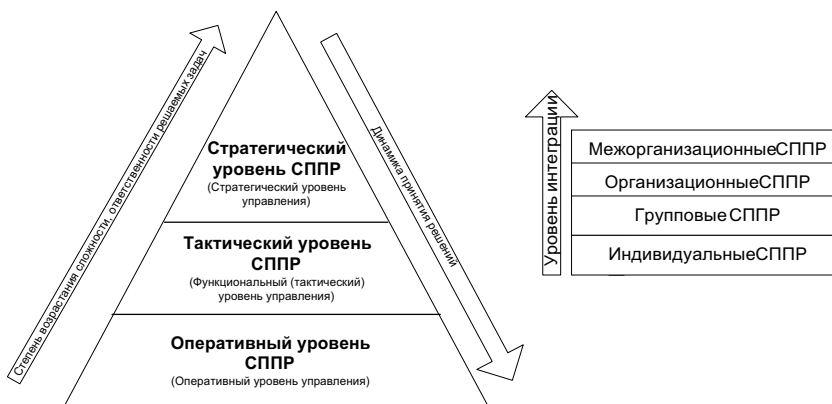 Степень возрастания сложности, ответственности решаемых задач
Стратегический
уровень СППР
(Стратегический уровень
управления)
Тактический уровень
СППР
(Функциональный (тактический)
уровень управления)
Оперативный уровень
СППР
(Оперативный уровень управления)
Динамика принятия решений
Уровень интеграции
МежорганизационныеСППР
ОрганизационныеСППР
Групповые СППР
ИндивидуальныеСППР